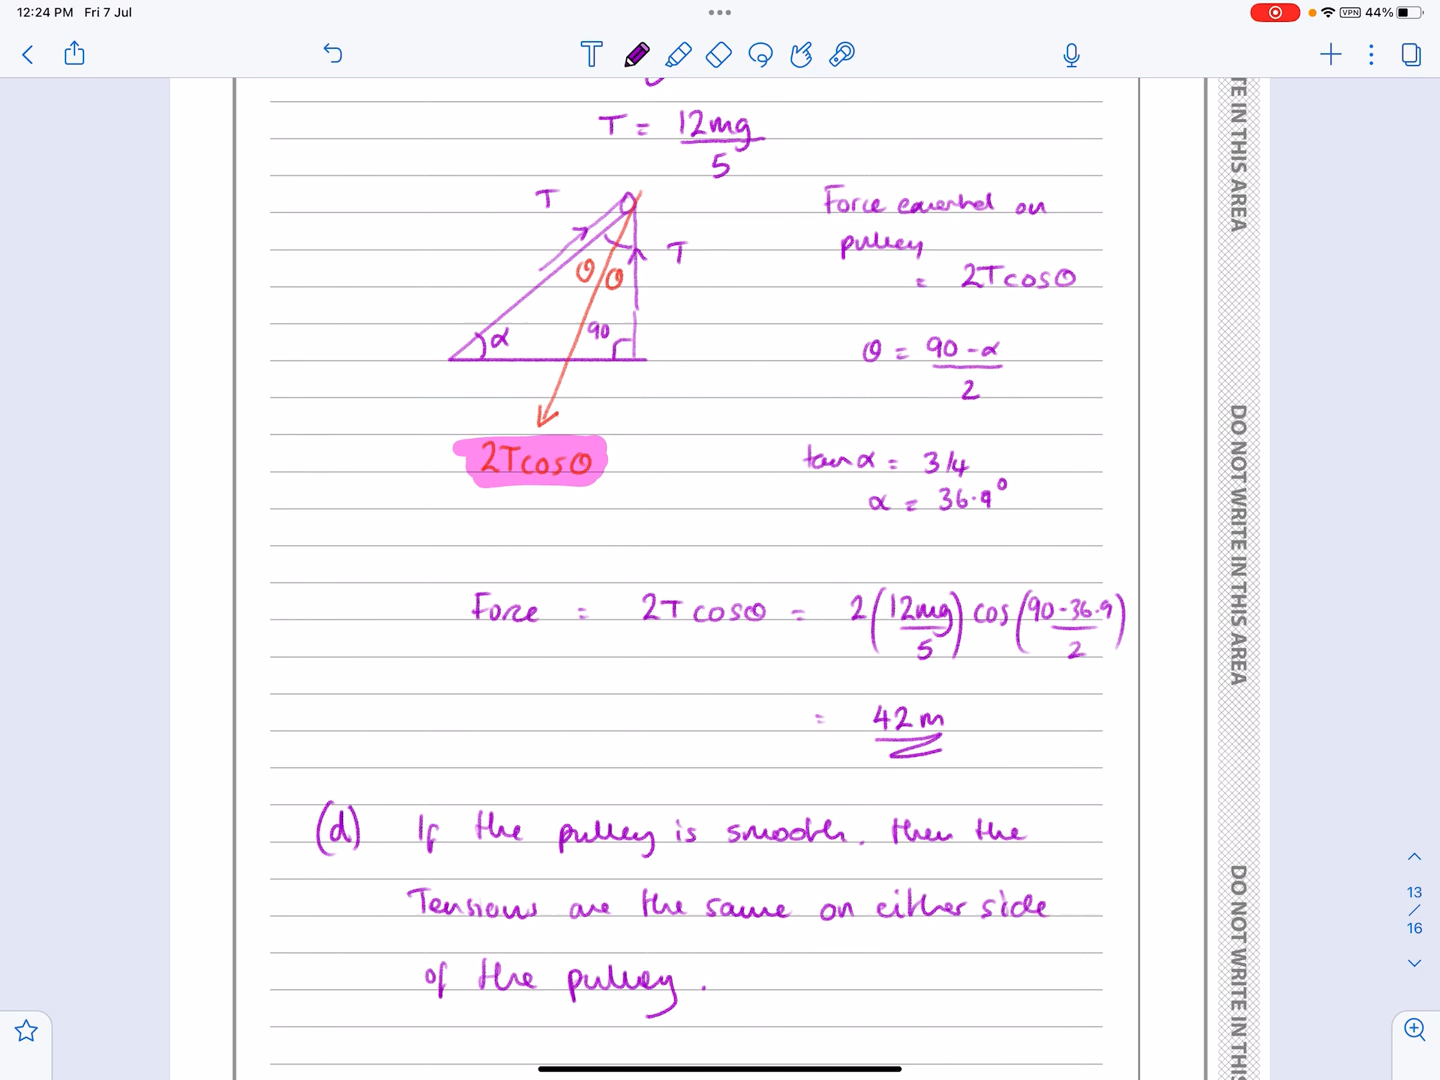 12:24 PM Fri 7 Jul
VPN 44%
T = 12mg/5
T
T
θ θ
α
90
2Tcosθ
Force exerted on
pulley
= 2Tcosθ
θ = (90-α)/2
tanα = 3/4
α = 36.9°
Force = 2Tcosθ = 2(12mg/5) cos((90-36.9)/2)
= 42m
(d) If the pulley is smooth. then the
Tensions are the same on either side
of the pulley.
TE IN THIS AREA
DO NOT WRITE IN THIS AREA
DO NOT WRITE IN THIS
13
/
16